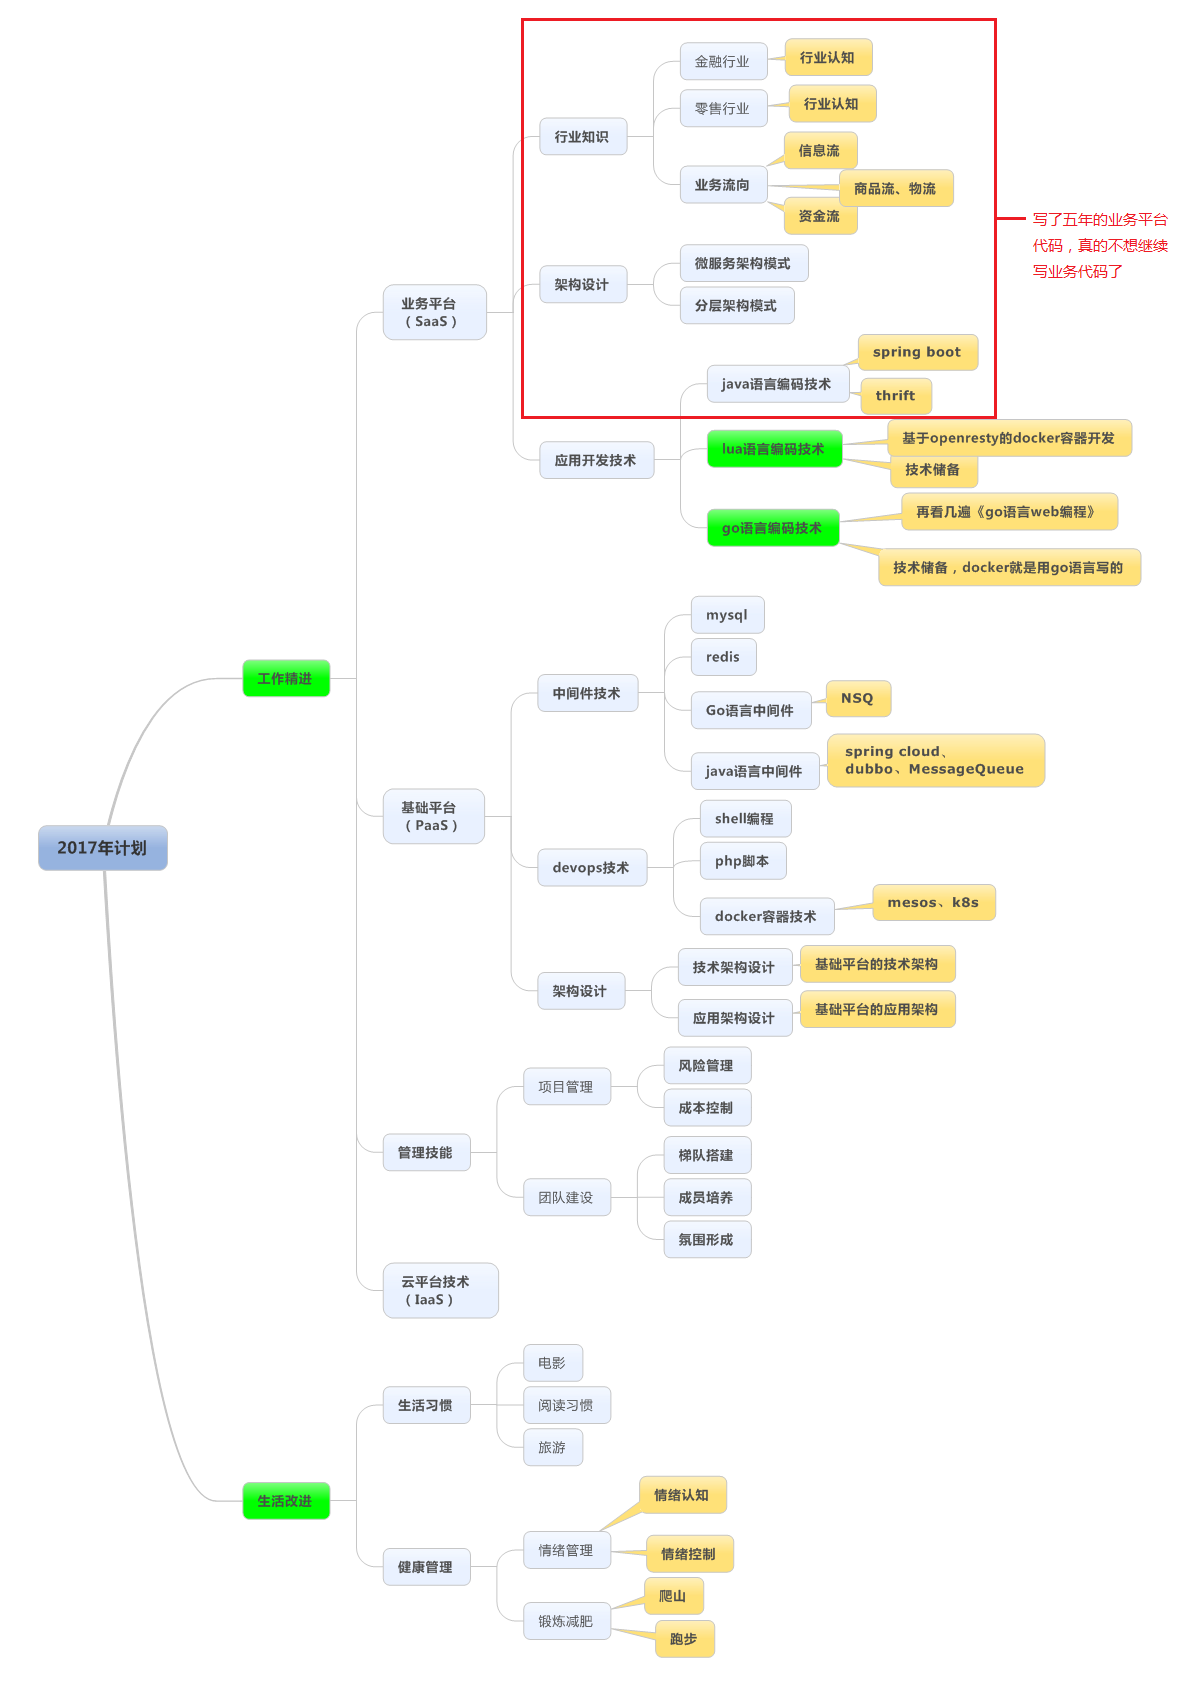 金融行业
行业认知
零售行业
行业认知
行业知识
信息流
业务流向
商品流、物流
资金流
写了五年的业务平台
代码，真的不想继续
写业务代码了
微服务架构模式
架构设计
分层架构模式
业务平台
（ SaaS ）
spring boot
java语言编码技术
thrift
基于openresty的docker容器开发
lua语言编码技术
应用开发技术
技术储备
再看几遍《go语言web编程》
go语言编码技术
技术储备，docker就是用go语言写的
mysql
redis
工作精进
中间件技术
NSQ
Go语言中间件
spring cloud、
dubbo、MessageQueue
java语言中间件
基础平台
（ PaaS ）
shell编程
2017年计划
php脚本
devops技术
mesos、k8s
docker容器技术
技术架构设计
基础平台的技术架构
架构设计
应用架构设计
基础平台的应用架构
风险管理
项目管理
成本控制
管理技能
梯队搭建
团队建设
成员培养
氛围形成
云平台技术
（ IaaS ）
电影
生活习惯
阅读习惯
旅游
生活改进
情绪认知
情绪管理
情绪控制
健康管理
爬山
锻炼减肥
跑步